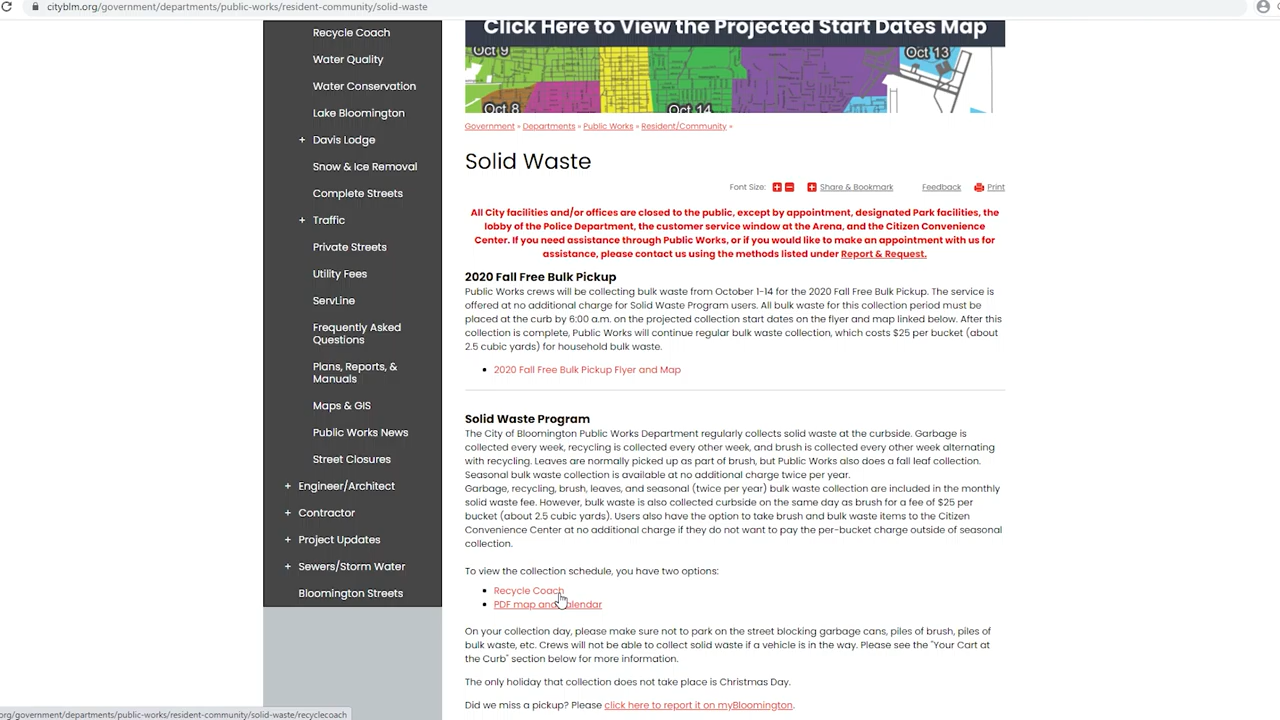 cityblm.org/government/departments/public-works/resident-community/solid-waste
Click Here to View the Projected Start Dates Map
Oct 9
Oct 13
Oct 8
Oct 14
Recycle Coach
Water Quality
Water Conservation
Lake Bloomington
+ Davis Lodge
Snow & Ice Removal
Complete Streets
+ Traffic
Private Streets
Utility Fees
ServLine
Frequently Asked
Questions
Plans, Reports, &
Manuals
Maps & GIS
Public Works News
Street Closures
+ Engineer/Architect
+ Contractor
+ Project Updates
+ Sewers/Storm Water
Bloomington Streets
Government » Departments » Public Works » Resident/Community »
Solid Waste
Font Size: + - + Share & Bookmark Feedback Print
All City facilities and/or offices are closed to the public, except by appointment, designated Park facilities, the
lobby of the Police Department, the customer service window at the Arena, and the Citizen Convenience
Center. If you need assistance through Public Works, or if you would like to make an appointment with us for
assistance, please contact us using the methods listed under Report & Request.
2020 Fall Free Bulk Pickup
Public Works crews will be collecting bulk waste from October 1-14 for the 2020 Fall Free Bulk Pickup. The service is
offered at no additional charge for Solid Waste Program users. All bulk waste for this collection period must be
placed at the curb by 6:00 a.m. on the projected collection start dates on the flyer and map linked below. After this
collection is complete, Public Works will continue regular bulk waste collection, which costs $25 per bucket (about
2.5 cubic yards) for household bulk waste.
• 2020 Fall Free Bulk Pickup Flyer and Map
Solid Waste Program
The City of Bloomington Public Works Department regularly collects solid waste at the curbside. Garbage is
collected every week, recycling is collected every other week, and brush is collected every other week alternating
with recycling. Leaves are normally picked up as part of brush, but Public Works also does a fall leaf collection.
Seasonal bulk waste collection is available at no additional charge twice per year.
Garbage, recycling, brush, leaves, and seasonal (twice per year) bulk waste collection are included in the monthly
solid waste fee. However, bulk waste is also collected curbside on the same day as brush for a fee of $25 per
bucket (about 2.5 cubic yards). Users also have the option to take brush and bulk waste items to the Citizen
Convenience Center at no additional charge if they do not want to pay the per-bucket charge outside of seasonal
collection.
To view the collection schedule, you have two options:
• Recycle Coach
• PDF map and calendar
On your collection day, please make sure not to park on the street blocking garbage cans, piles of brush, piles of
bulk waste, etc. Crews will not be able to collect solid waste if a vehicle is in the way. Please see the "Your Cart at
the Curb" section below for more information.
The only holiday that collection does not take place is Christmas Day.
Did we miss a pickup? Please click here to report it on myBloomington.
org/government/departments/public-works/resident-community/solid-waste/recyclecoach